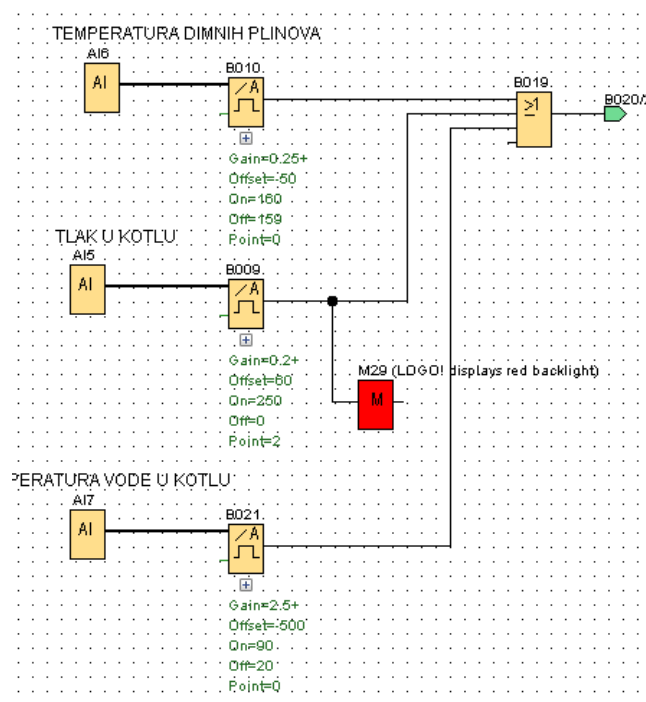 TEMPERATURA DIMNIH PLINOVA
AI6
AI
B010
/A
Gain=0.25+
Offset=-50
On=160
Off=159
Point=0
B019
≥1
B020/
TLAK U KOTLU
AI5
AI
B009
/A
Gain=0.2+
Offset=60
On=250
Off=0
Point=2
M29 (LOGO! displays red backlight)
M
PERATURA VODE U KOTLU
AI7
AI
B021
/A
Gain=2.5+
Offset=-500
On=90
Off=20
Point=0